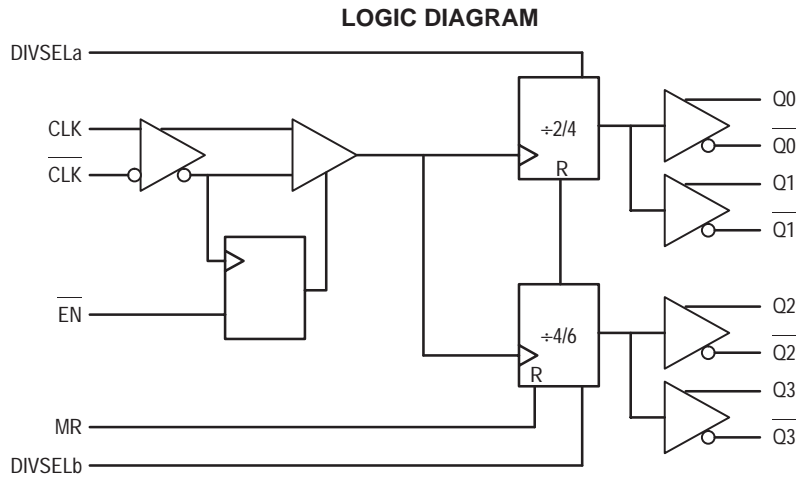 LOGIC DIAGRAM
DIVSELa
CLK
CLK
EN
MR
DIVSELb
÷2/4
R
÷4/6
R
Q0
Q0
Q1
Q1
Q2
Q2
Q3
Q3